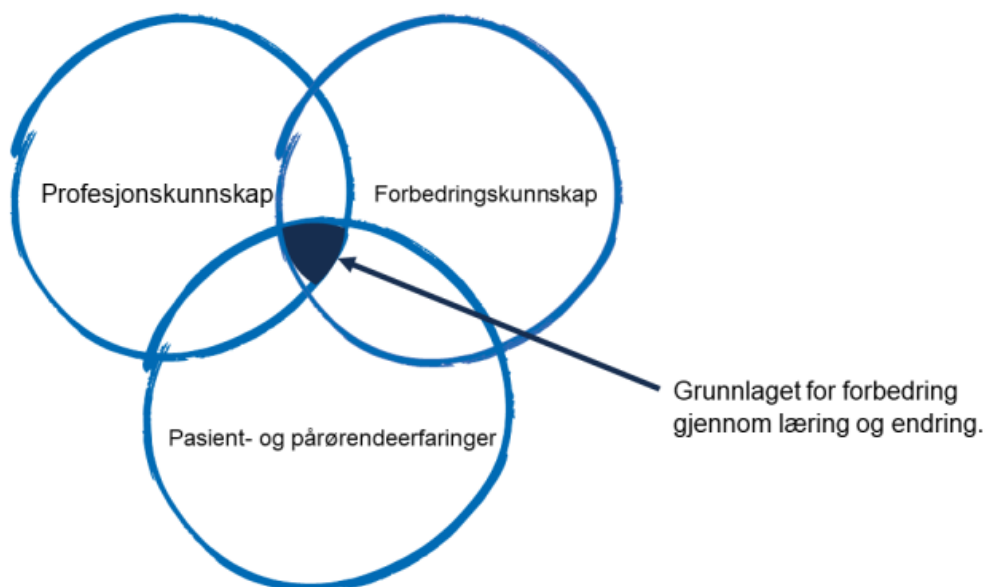 Profesjonskunnskap
Forbedringskunnskap
Pasient- og pårørendeerfaringer
Grunnlaget for forbedring
gjennom læring og endring.